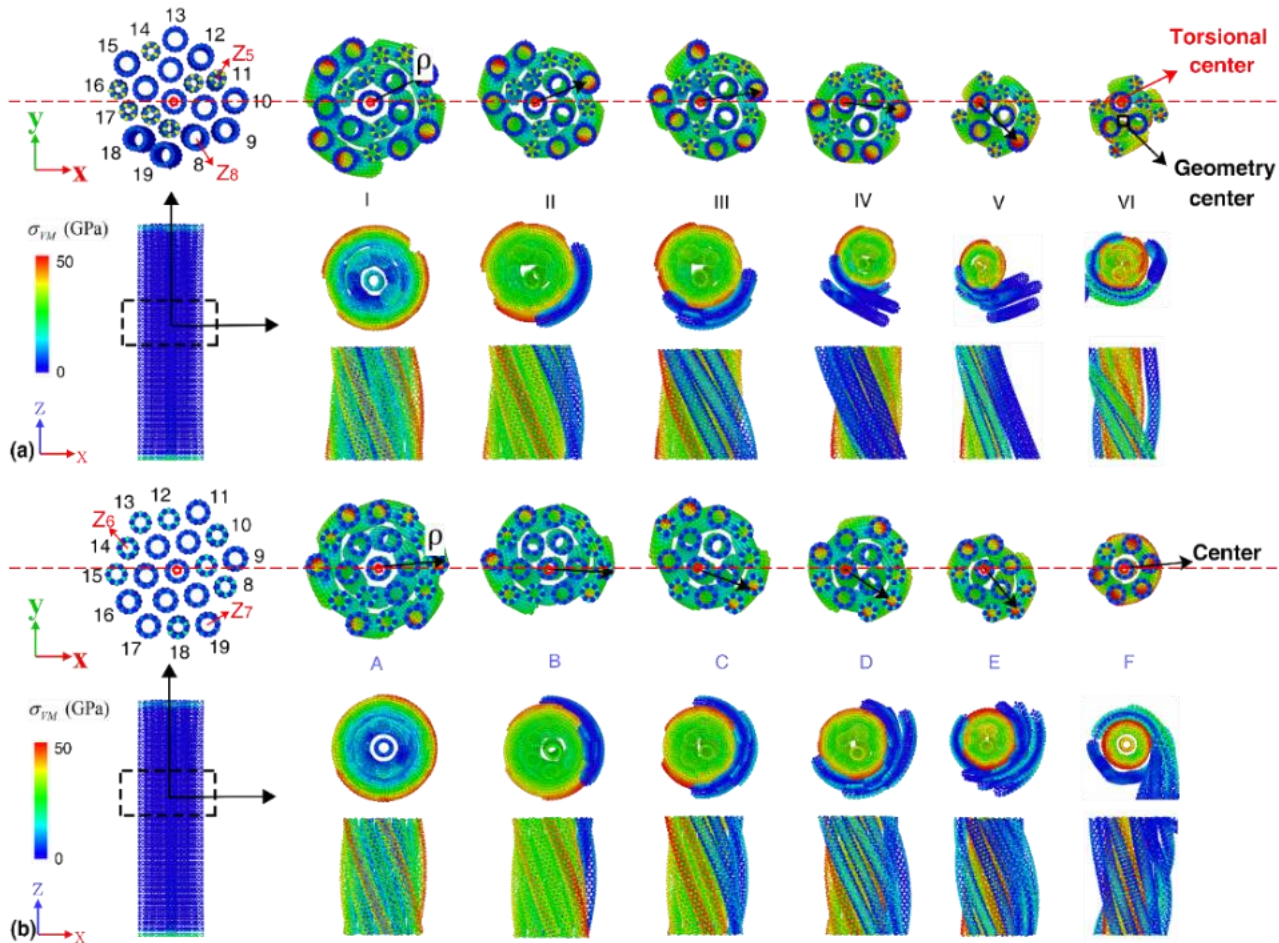 13
14
12
15
Z5
11
16
10
17
9
18
8
19
Z8
ρ
Torsional
center
Geometry
center
y
x
I
II
III
IV
V
VI
σVM (GPa)
50
0
Z
X
(a)
13
12
11
Z6
10
14
9
15
8
16
Z7
17
18
19
ρ
Center
y
x
A
B
C
D
E
F
σVM (GPa)
50
0
Z
X
(b)